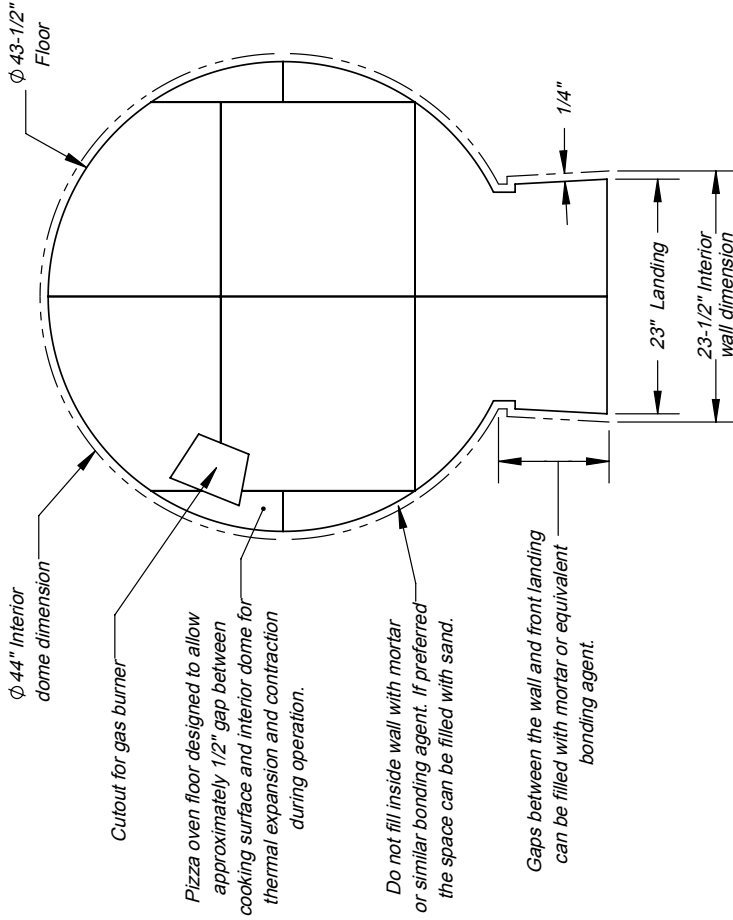 Ø 44" Interior
dome dimension
Ø 43-1/2"
Floor
Cutout for gas burner
Pizza oven floor designed to allow
approximately 1/2" gap between
cooking surface and interior dome for
thermal expansion and contraction
during operation.
Do not fill inside wall with mortar
or similar bonding agent. If preferred
the space can be filled with sand.
Gaps between the wall and front landing
can be filled with mortar or equivalent
bonding agent.
1/4"
23" Landing
23-1/2" Interior
wall dimension